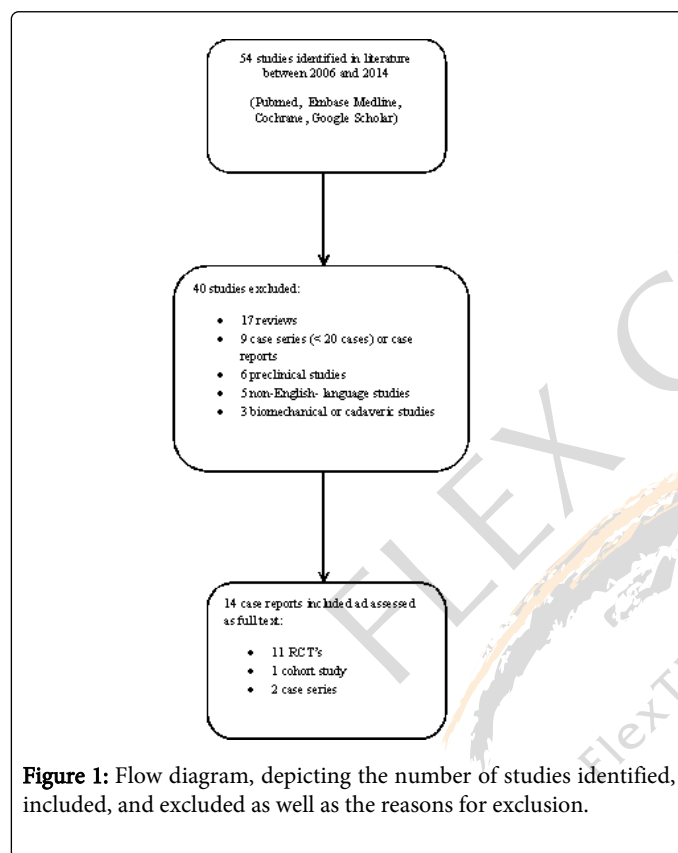 54 studies identified in literature
between 2006 and 2014
(Pubmed, Embase Medline,
Cochrane, Google Scholar)
40 studies excluded:
• 17 reviews
• 9 case series (< 20 cases) or case
reports
• 6 preclinical studies
• 5 non-English- language studies
• 3 biomechanical or cadaveric studies
14 case reports included ad assessed
as full text:
• 11 RCT's
• 1 cohort study
• 2 case series
FLEX C
FlexT
Figure 1: Flow diagram, depicting the number of studies identified,
included, and excluded as well as the reasons for exclusion.